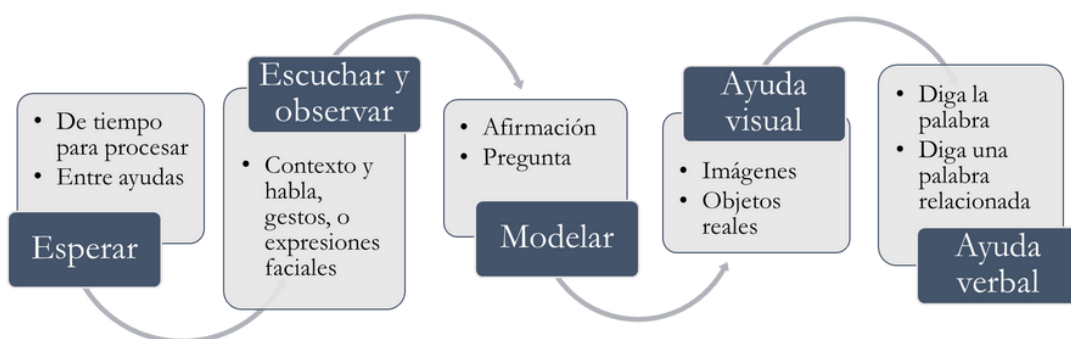 • De tiempo
para procesar
• Entre ayudas
Esperar
Escuchar y
observar
• Contexto y
habla,
gestos, o
expresiones
faciales
• Afirmación
• Pregunta
Modelar
Ayuda
visual
• Imágenes
• Objetos
reales
• Diga la
palabra
• Diga una
palabra
relacionada
Ayuda
verbal